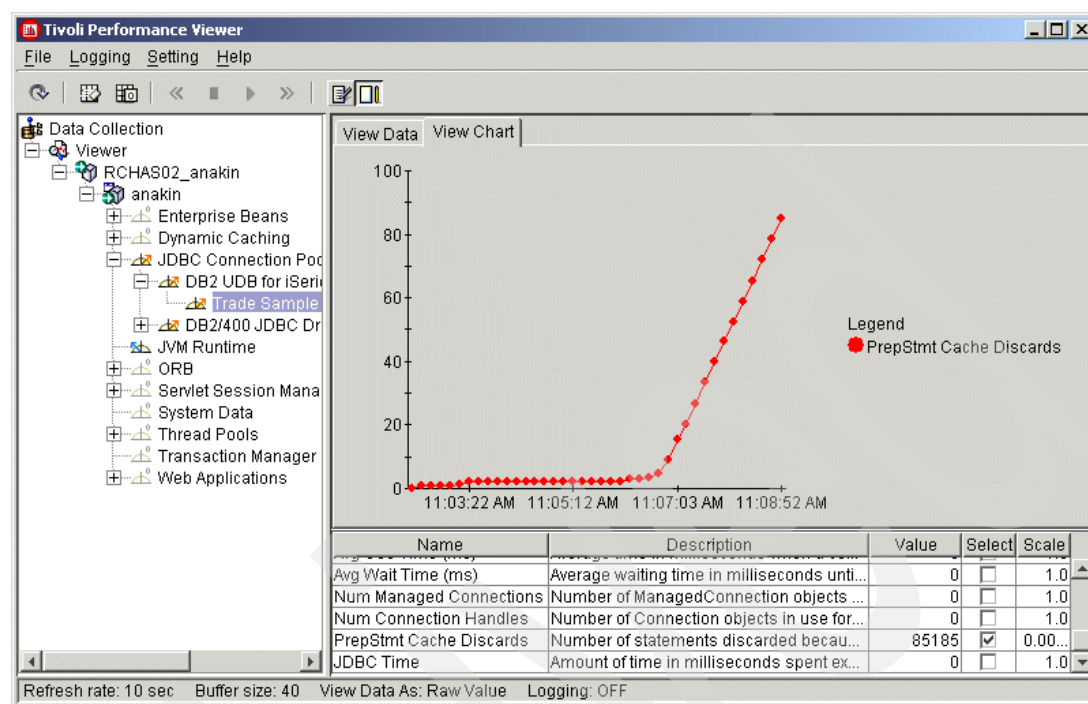 Tivoli Performance Viewer
File Logging Setting Help
Data Collection
Viewer
RCHAS02_anakin
anakin
Enterprise Beans
Dynamic Caching
JDBC Connection Poo
DB2 UDB for iSeri
Trade Sample
DB2/400 JDBC Dr
JVM Runtime
ORB
Servlet Session Mana
System Data
Thread Pools
Transaction Manager
Web Applications
View Data View Chart
100
80
60
40
20
0
11:03:22 AM 11:05:12 AM 11:07:03 AM 11:08:52 AM
Legend
PrepStmt Cache Discards
Name Description Value Select Scale
Avg Wait Time (ms) Average waiting time in milliseconds unti... 0 1.0
Num Managed Connections Number of ManagedConnection objects ... 0 1.0
Num Connection Handles Number of Connection objects in use for... 0 1.0
PrepStmt Cache Discards Number of statements discarded becau... 85185 0.00...
JDBC Time Amount of time in milliseconds spent ex... 0 1.0
Refresh rate: 10 sec Buffer size: 40 View Data As: Raw Value Logging: OFF